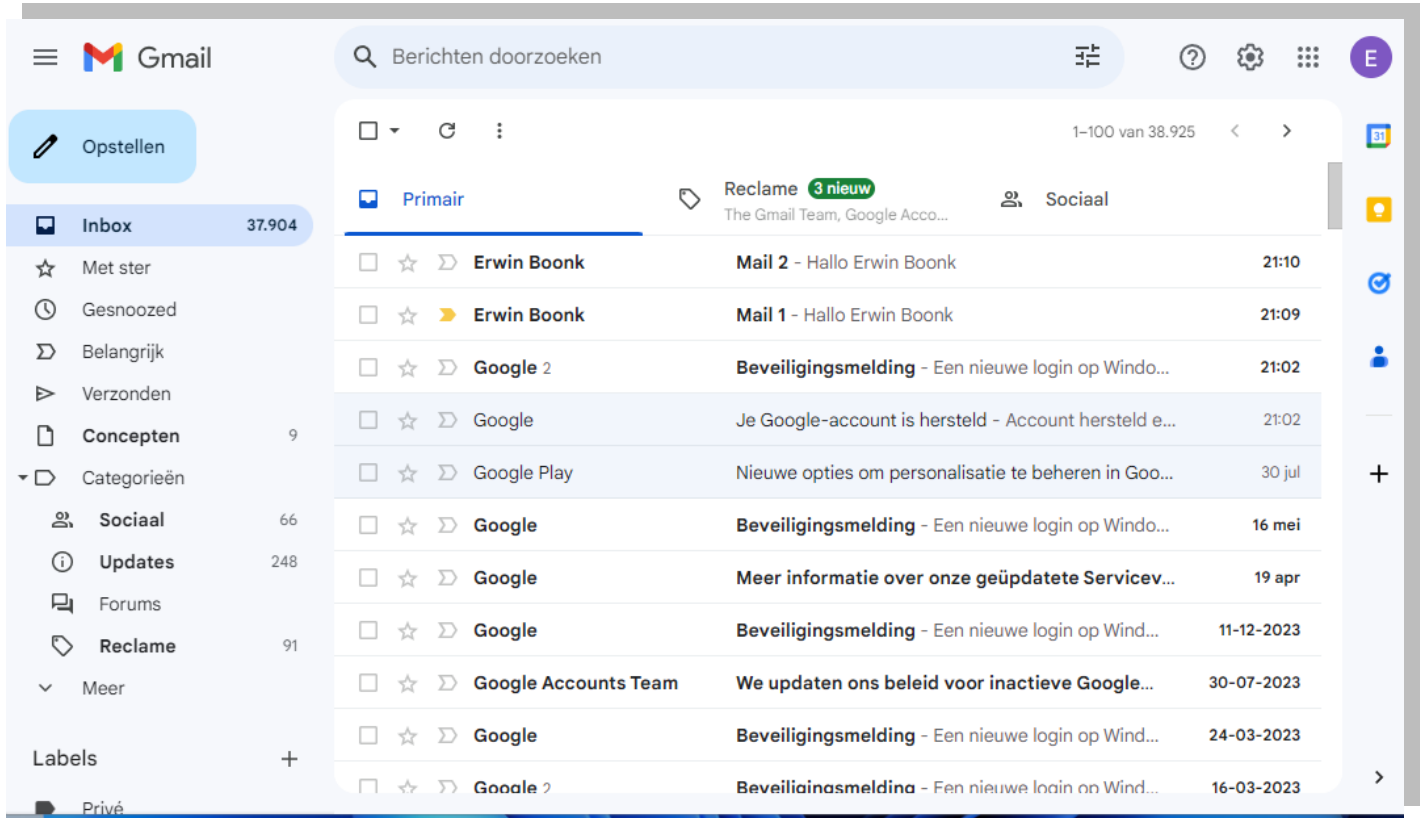 Gmail
Berichten doorzoeken
E
Opstellen
1–100 van 38.925
31
Primair
Reclame 3 nieuw
The Gmail Team, Google Acco...
Sociaal
Inbox 37.904
Met ster
Gesnoozed
Belangrijk
Verzonden
Concepten 9
Categorieën
Sociaal 66
Updates 248
Forums
Reclame 91
Meer
Labels
Privé
Erwin Boonk Mail 2 - Hallo Erwin Boonk 21:10
Erwin Boonk Mail 1 - Hallo Erwin Boonk 21:09
Google 2 Beveiligingsmelding - Een nieuwe login op Windo... 21:02
Google Je Google-account is hersteld - Account hersteld e... 21:02
Google Play Nieuwe opties om personalisatie te beheren in Goo... 30 jul
Google Beveiligingsmelding - Een nieuwe login op Windo... 16 mei
Google Meer informatie over onze geüpdatete Servicev... 19 apr
Google Beveiligingsmelding - Een nieuwe login op Wind... 11-12-2023
Google Accounts Team We updaten ons beleid voor inactieve Google... 30-07-2023
Google Beveiligingsmelding - Een nieuwe login op Wind... 24-03-2023
Google 2 Beveiligingsmelding - Een nieuwe login op Wind... 16-03-2023